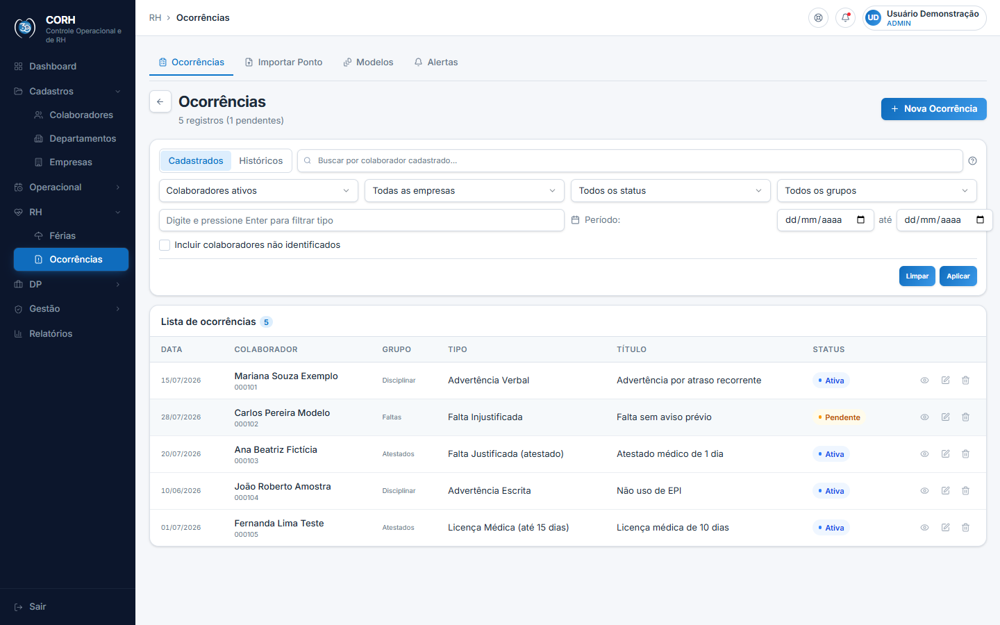 CORH
Controle Operacional e
de RH
Dashboard
Cadastros
Colaboradores
Departamentos
Empresas
Operacional
RH
Férias
Ocorrências
DP
Gestão
Relatórios
Sair
RH > Ocorrências
UD
Usuário Demonstração
ADMIN
Ocorrências Importar Ponto Modelos Alertas
Ocorrências
5 registros (1 pendentes)
+ Nova Ocorrência
Cadastrados Históricos Buscar por colaborador cadastrado...
Colaboradores ativos Todas as empresas Todos os status Todos os grupos
Digite e pressione Enter para filtrar tipo Período: dd/mm/aaaa até dd/mm/aaaa
Incluir colaboradores não identificados
Limpar Aplicar
Lista de ocorrências 5
DATA COLABORADOR GRUPO TIPO TÍTULO STATUS
15/07/2026 Mariana Souza Exemplo Disciplinar Advertência Verbal Advertência por atraso recorrente Ativa
000101
28/07/2026 Carlos Pereira Modelo Faltas Falta Injustificada Falta sem aviso prévio Pendente
000102
20/07/2026 Ana Beatriz Fictícia Atestados Falta Justificada (atestado) Atestado médico de 1 dia Ativa
000103
10/06/2026 João Roberto Amostra Disciplinar Advertência Escrita Não uso de EPI Ativa
000104
01/07/2026 Fernanda Lima Teste Atestados Licença Médica (até 15 dias) Licença médica de 10 dias Ativa
000105